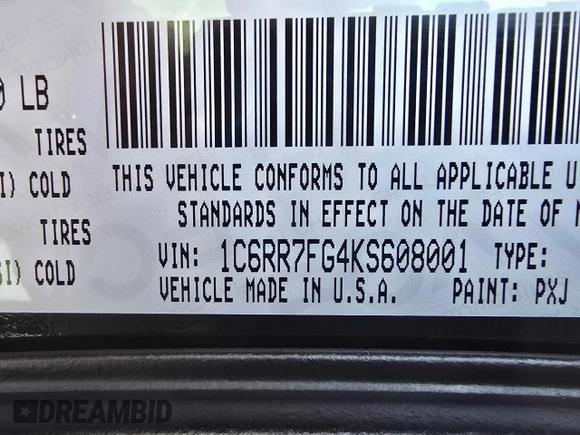 0 LB
TIRES
COLD
TIRES
COLD
THIS VEHICLE CONFORMS TO ALL APPLICABLE U
STANDARDS IN EFFECT ON THE DATE OF M
VIN: 1C6RR7FG4KS608001 TYPE:
VEHICLE MADE IN U.S.A. PAINT: PXJ
DREAMBID